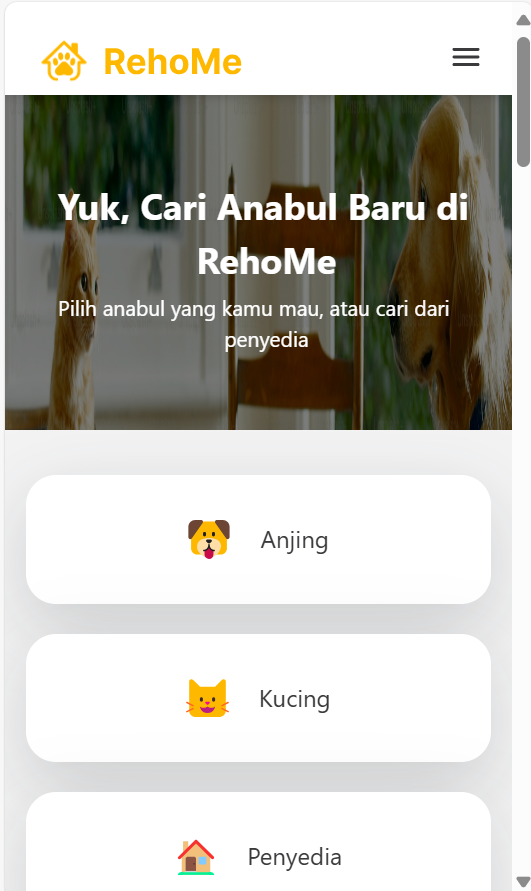 RehoMe
Yuk, Cari Anabul Baru di
RehoMe
Pilih anabul yang kamu mau, atau cari dari
penyedia
Anjing
Kucing
Penyedia